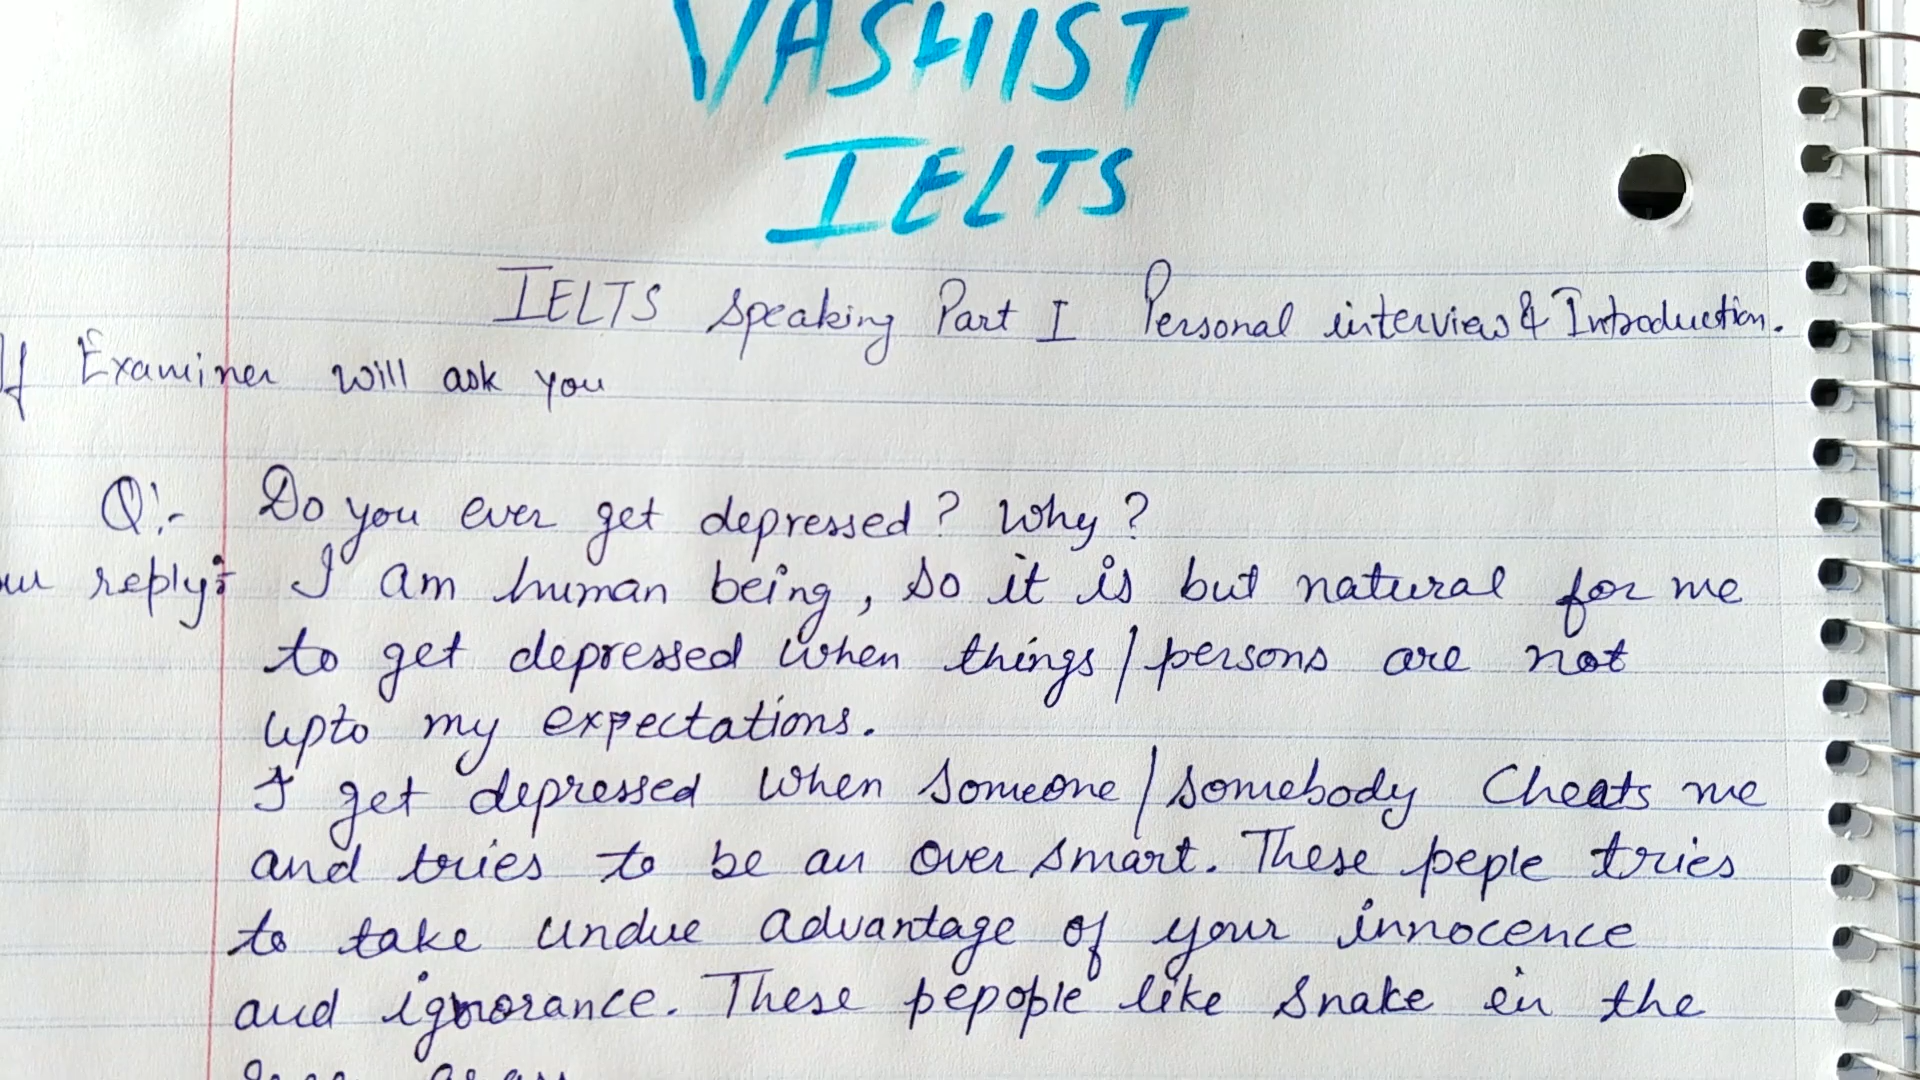 VASHIST
IELTS
IELTS speaking Part I Personal interview & Introduction.
If Examiner will ask you
Q:- Do you ever get depressed? Why?
reply:- I am human being, so it is but natural for me
to get depressed when things/persons are not
upto my expectations.
I get depressed when someone/somebody Cheats me
and tries to be an over smart. These peple tries
to take undue advantage of your innocence
and ignorance. These pepople like snake in the